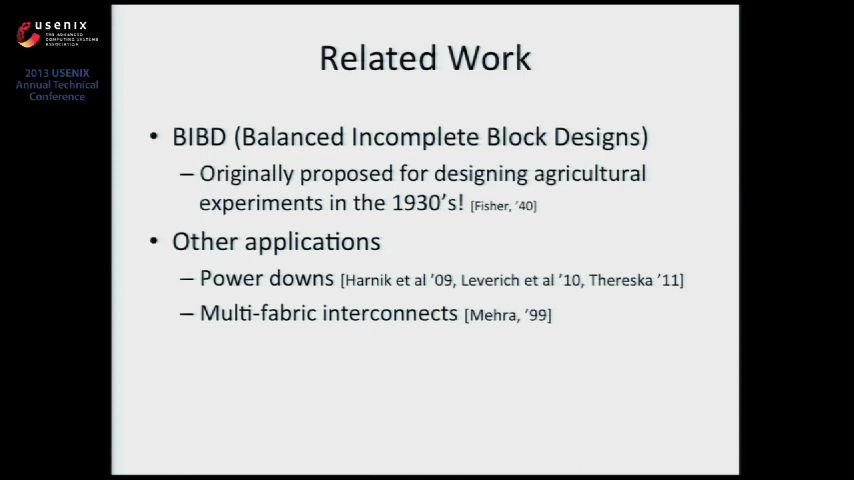 usenix
THE ADVANCED
COMPUTING SYSTEMS
ASSOCIATION
2013 USENIX
Annual Technical
Conference
Related Work
• BIBD (Balanced Incomplete Block Designs)
– Originally proposed for designing agricultural
experiments in the 1930's! [Fisher, '40]
• Other applications
– Power downs [Harnik et al '09, Leverich et al '10, Thereska '11]
– Multi-fabric interconnects [Mehra, '99]